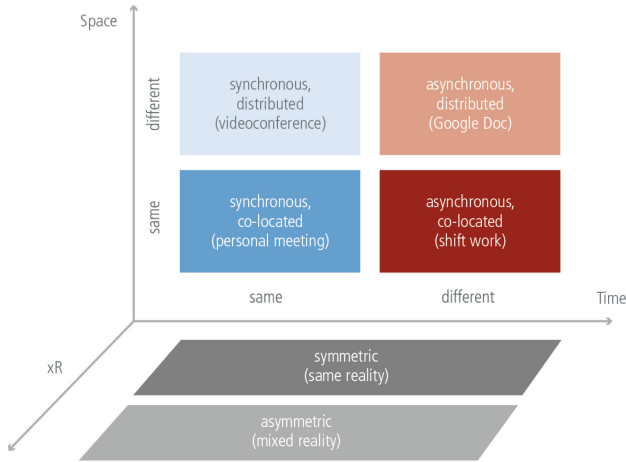 Space
different
synchronous,
distributed
(videoconference)
asynchronous,
distributed
(Google Doc)
same
synchronous,
co-located
(personal meeting)
asynchronous,
co-located
(shift work)
same
different
Time
xR
symmetric
(same reality)
asymmetric
(mixed reality)